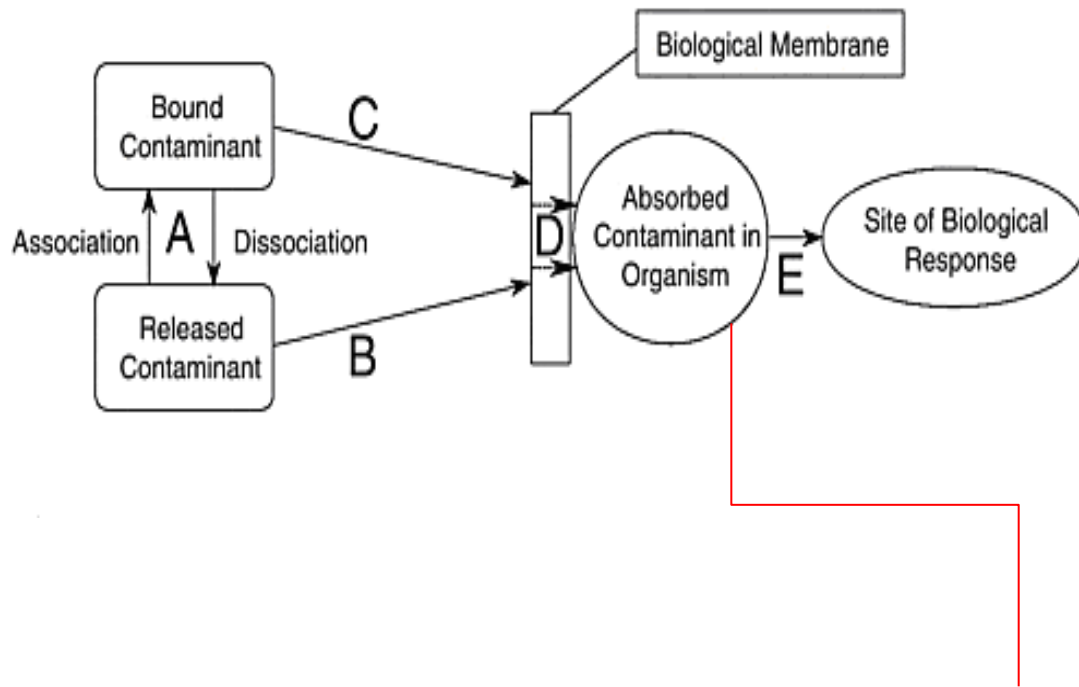 Biological Membrane
Bound
Contaminant
C
Association
A
Dissociation
D
Absorbed
Contaminant in
Organism
E
Site of Biological
Response
Released
Contaminant
B